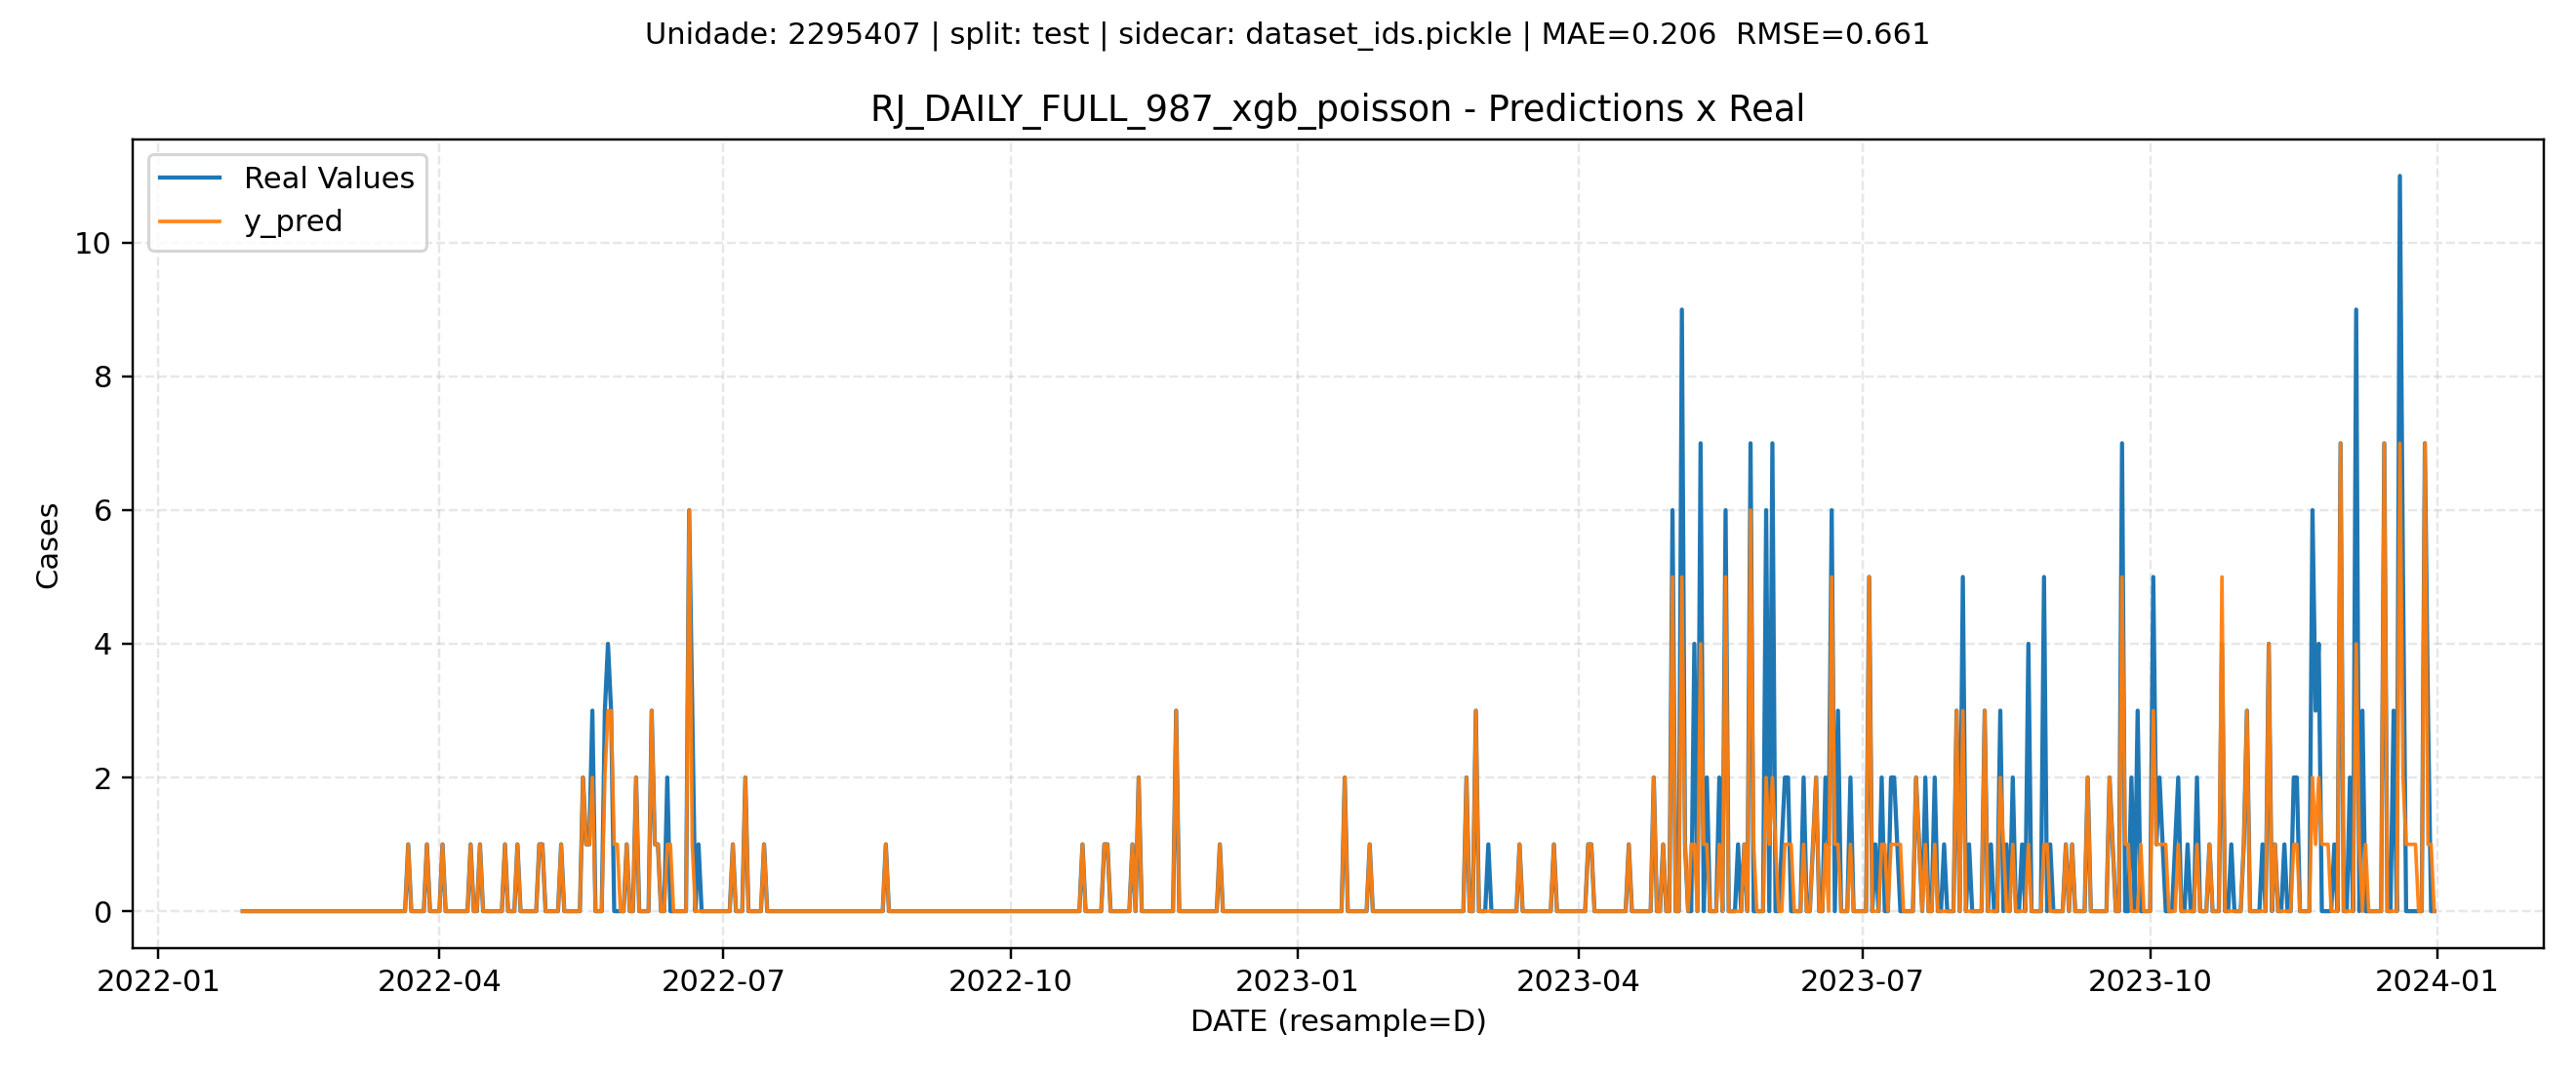 Unidade: 2295407 | split: test | sidecar: dataset_ids.pickle | MAE=0.206  RMSE=0.661
RJ_DAILY_FULL_987_xgb_poisson - Predictions x Real
Real Values
y_pred
10
8
6
4
2
0
Cases
2022-01
2022-04
2022-07
2022-10
2023-01
2023-04
2023-07
2023-10
2024-01
DATE (resample=D)